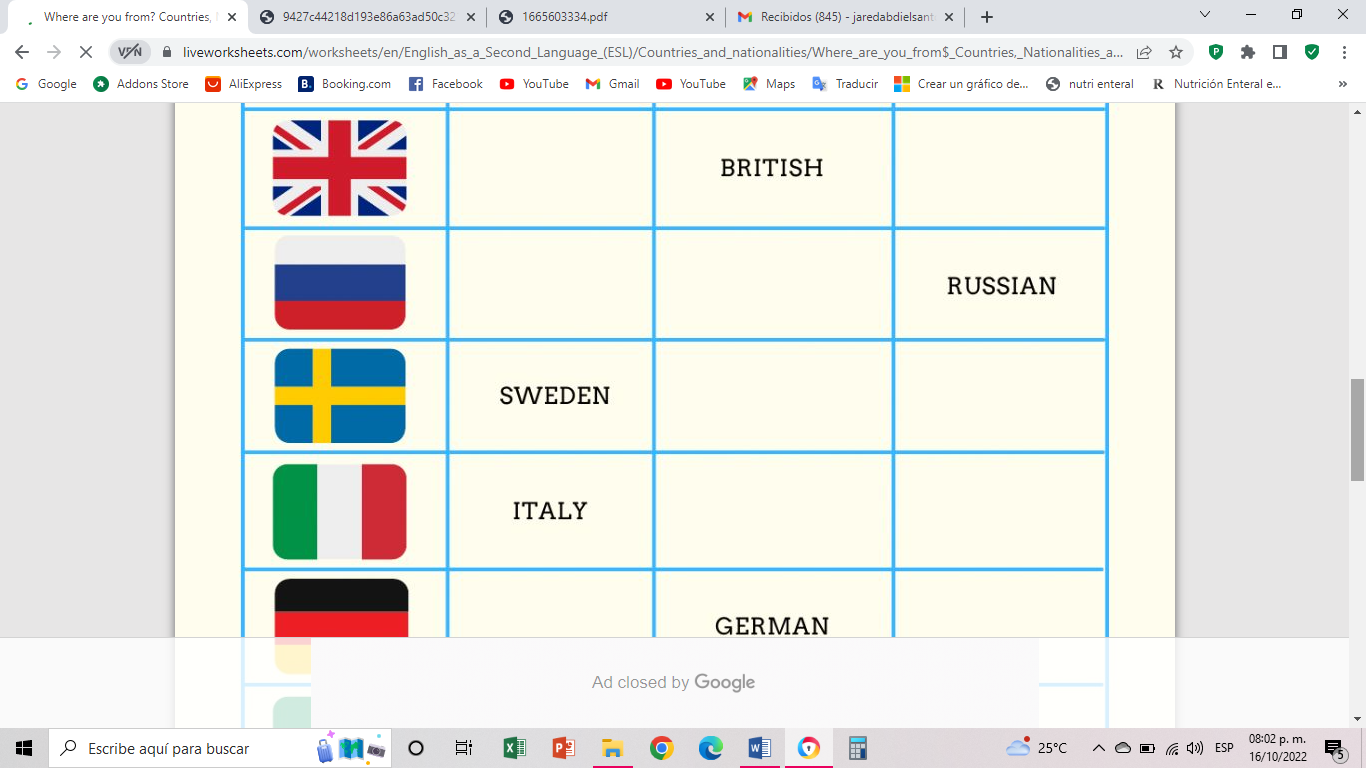 Where are you from? Countries,
9427c44218d193e86a63ad50c32
1665603334.pdf
Recibidos (845) - jaredabdielsant
VPN
liveworksheets.com/worksheets/en/English_as_a_Second_Language_(ESL)/Countries_and_nationalities/Where_are_you_from$_Countries,_Nationalities_a...
Google
Addons Store
AliExpress
Booking.com
Facebook
YouTube
Gmail
YouTube
Maps
Traducir
Crear un gráfico de...
nutri enteral
Nutrición Enteral e...
BRITISH
RUSSIAN
SWEDEN
ITALY
GERMAN
Ad closed by Google
Escribe aquí para buscar
25°C
ESP
08:02 p. m.
16/10/2022
5